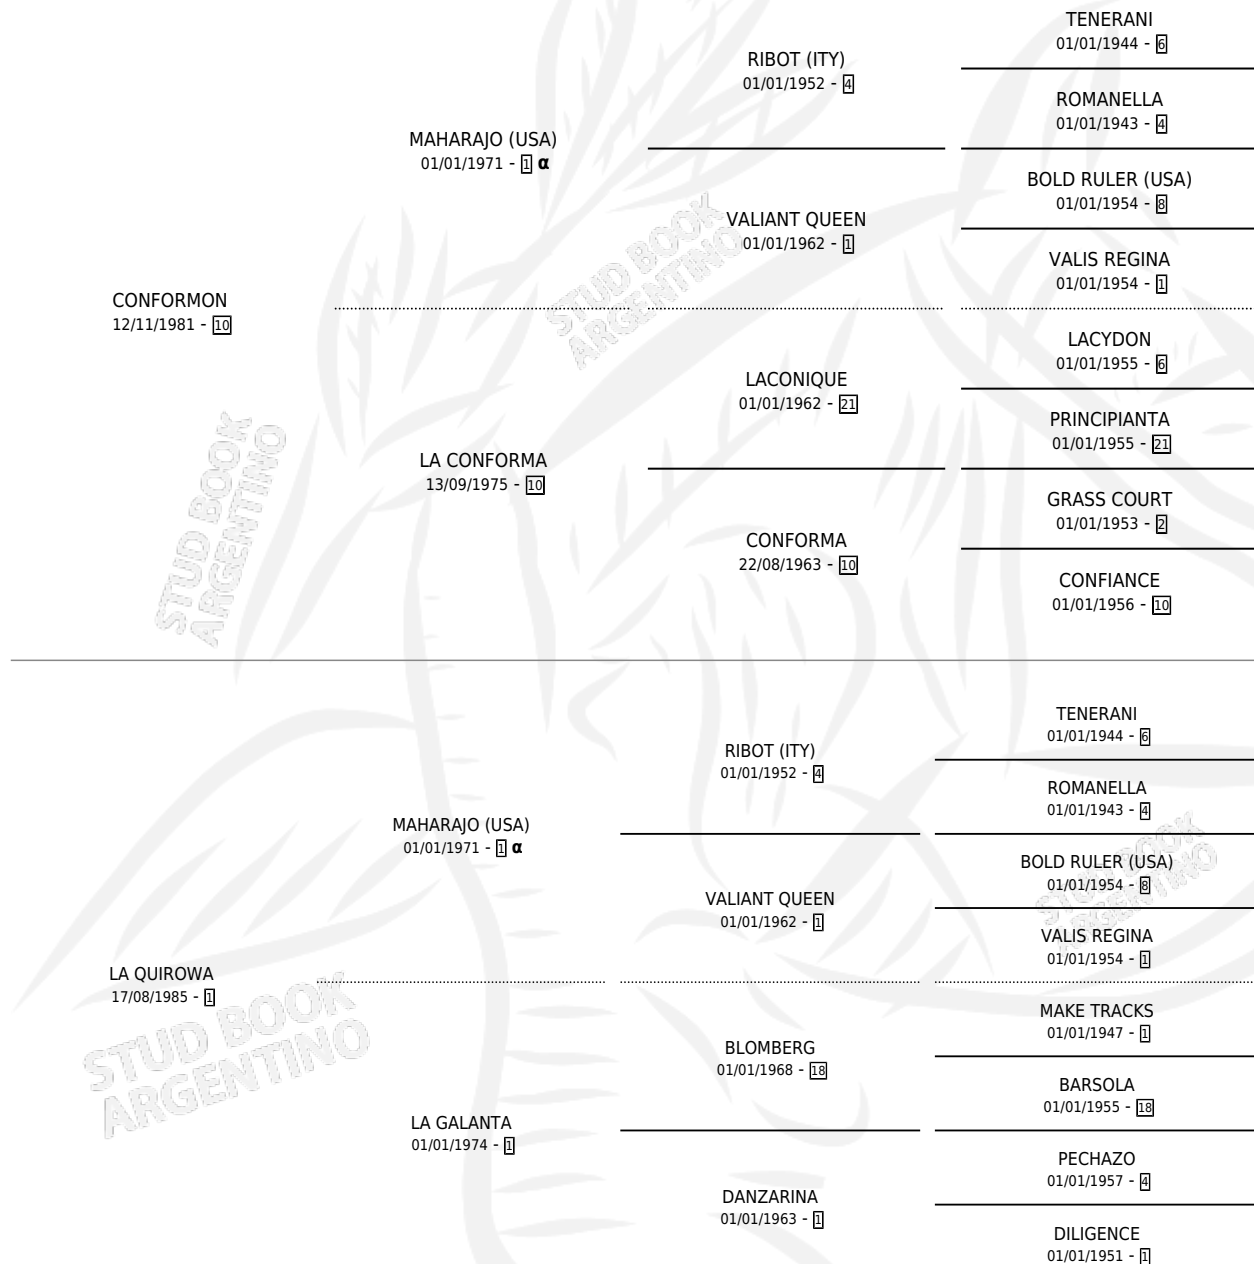 TENERANI
01/01/1944 - 6
RIBOT (ITY)
01/01/1952 - 4
ROMANELLA
01/01/1943 - 4
MAHARAJO (USA)
01/01/1971 - 1 α
BOLD RULER (USA)
01/01/1954 - 8
VALIANT QUEEN
01/01/1962 - 1
VALIS REGINA
01/01/1954 - 1
CONFORMON
12/11/1981 - 10
STUD BOOK
ARGENTINO
LACYDON
01/01/1955 - 6
LACONIQUE
01/01/1962 - 21
PRINCIPIANTA
01/01/1955 - 21
LA CONFORMA
13/09/1975 - 10
GRASS COURT
01/01/1953 - 2
CONFORMA
22/08/1963 - 10
CONFIANCE
01/01/1956 - 10
STUD BOOK
ARGENTINO
TENERANI
01/01/1944 - 6
RIBOT (ITY)
01/01/1952 - 4
ROMANELLA
01/01/1943 - 4
MAHARAJO (USA)
01/01/1971 - 1 α
BOLD RULER (USA)
01/01/1954 - 8
VALIANT QUEEN
01/01/1962 - 1
VALIS REGINA
01/01/1954 - 1
STUD BOOK
ARGENTINO
LA QUIROWA
17/08/1985 - 1
STUD BOOK
ARGENTINO
MAKE TRACKS
01/01/1947 - 1
BLOMBERG
01/01/1968 - 18
BARSOLA
01/01/1955 - 18
LA GALANTA
01/01/1974 - 1
PECHAZO
01/01/1957 - 4
DANZARINA
01/01/1963 - 1
DILIGENCE
01/01/1951 - 1